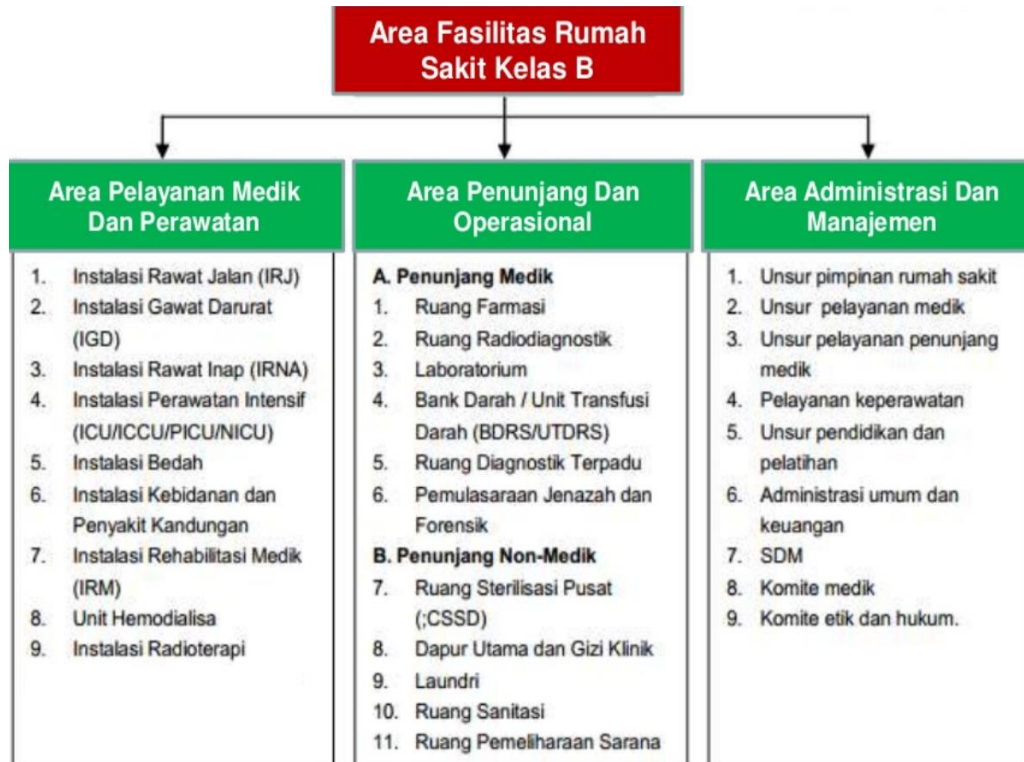 Area Fasilitas Rumah
Sakit Kelas B
Area Pelayanan Medik
Dan Perawatan
1. Instalasi Rawat Jalan (IRJ)
2. Instalasi Gawat Darurat
(IGD)
3. Instalasi Rawat Inap (IRNA)
4. Instalasi Perawatan Intensif
(ICU/ICCU/PICU/NICU)
5. Instalasi Bedah
6. Instalasi Kebidanan dan
Penyakit Kandungan
7. Instalasi Rehabilitasi Medik
(IRM)
8. Unit Hemodialisa
9. Instalasi Radioterapi
Area Penunjang Dan
Operasional
A. Penunjang Medik
1. Ruang Farmasi
2. Ruang Radiodiagnostik
3. Laboratorium
4. Bank Darah / Unit Transfusi
Darah (BDRS/UTDRS)
5. Ruang Diagnostik Terpadu
6. Pemulasaraan Jenazah dan
Forensik
B. Penunjang Non-Medik
7. Ruang Sterilisasi Pusat
(;CSSD)
8. Dapur Utama dan Gizi Klinik
9. Laundri
10. Ruang Sanitasi
11. Ruang Pemeliharaan Sarana
Area Administrasi Dan
Manajemen
1. Unsur pimpinan rumah sakit
2. Unsur pelayanan medik
3. Unsur pelayanan penunjang
medik
4. Pelayanan keperawatan
5. Unsur pendidikan dan
pelatihan
6. Administrasi umum dan
keuangan
7. SDM
8. Komite medik
9. Komite etik dan hukum.